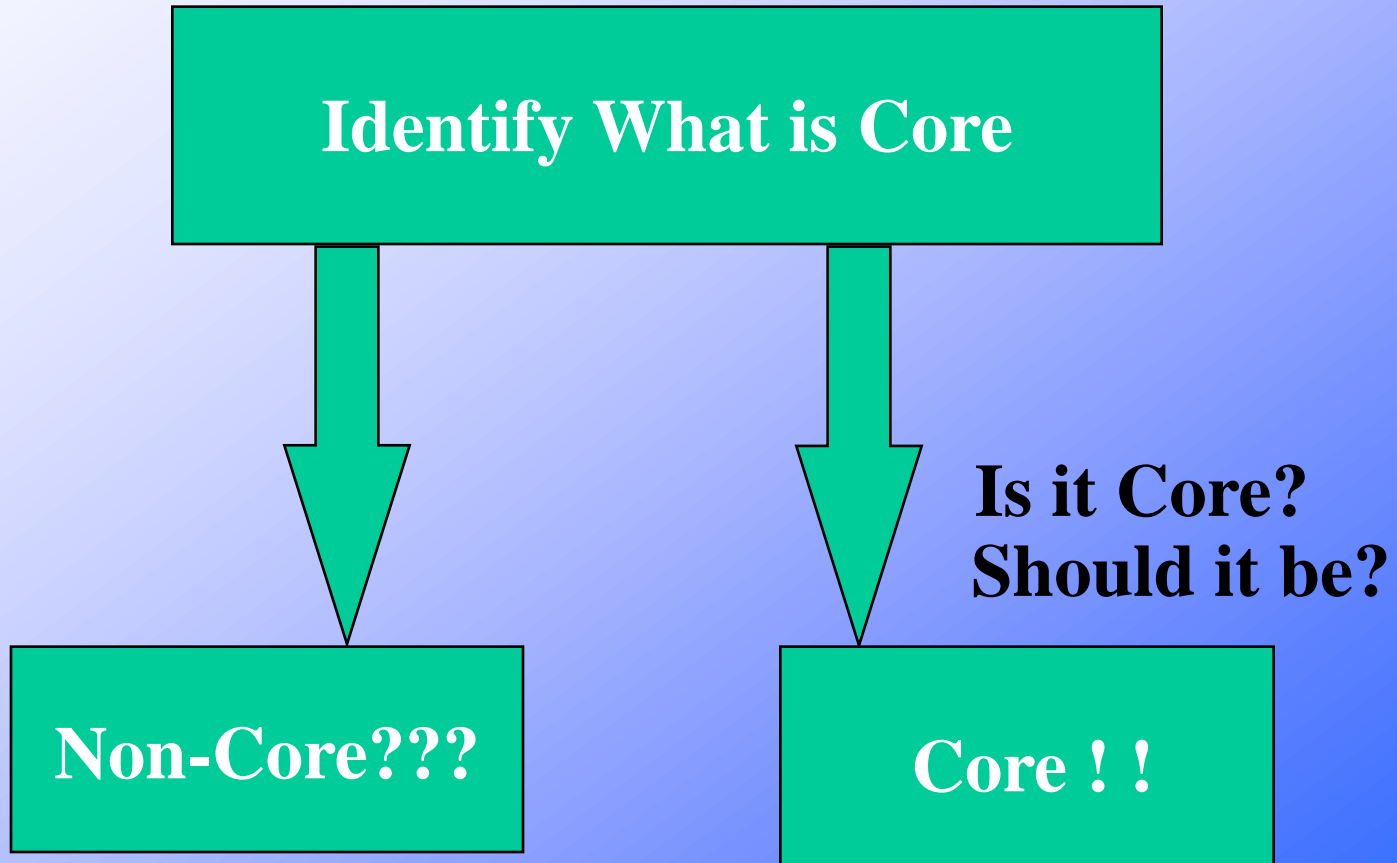 Identify What is Core
Is it Core?
Should it be?
Non-Core???
Core ! !